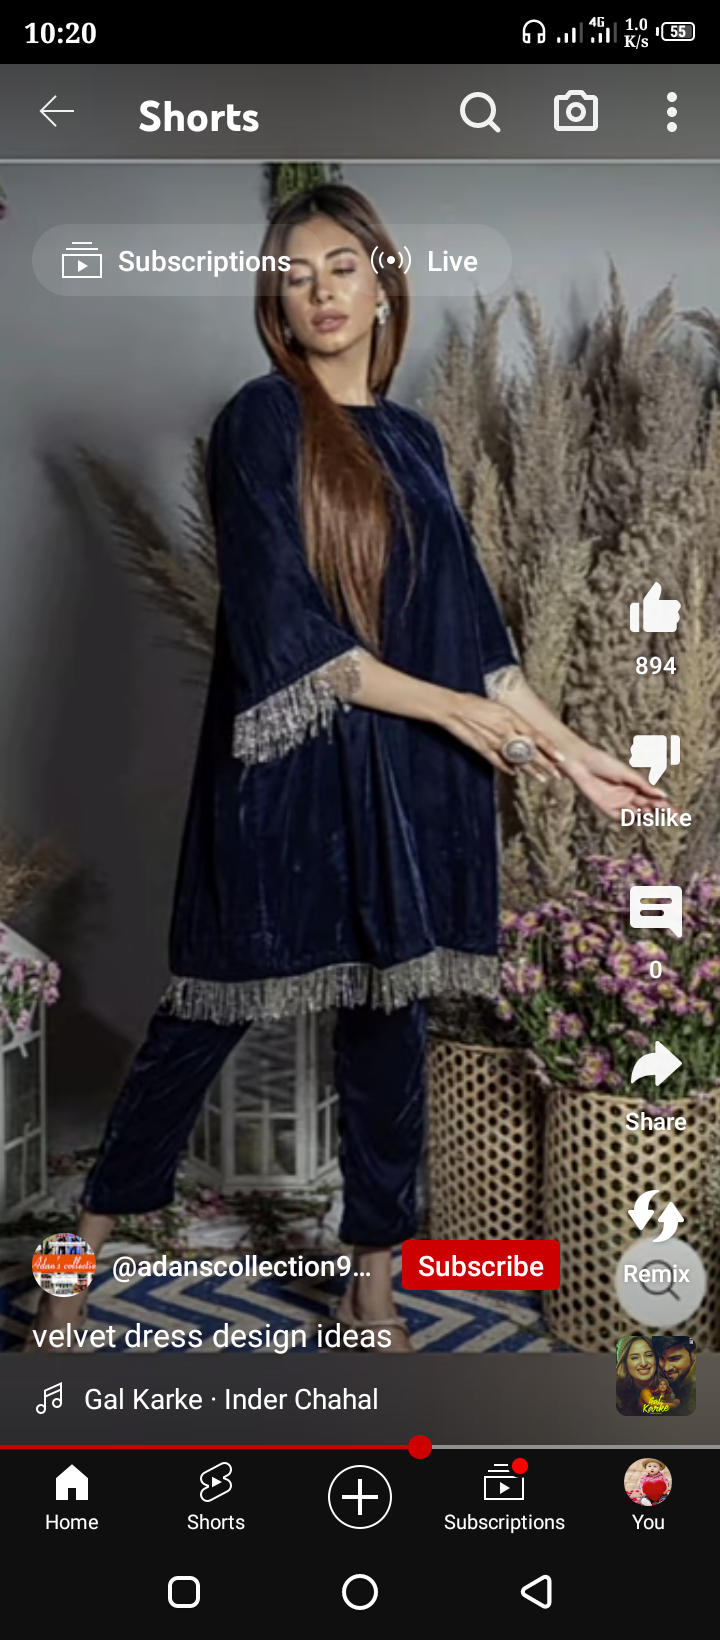 10:20
4G
1.0
K/s
55
Shorts
Subscriptions
Live
894
Dislike
0
Share
Remix
Adan's collection
@adanscollection9...
Subscribe
velvet dress design ideas
Gal Karke · Inder Chahal
Gal
Karke
Home
Shorts
Subscriptions
You